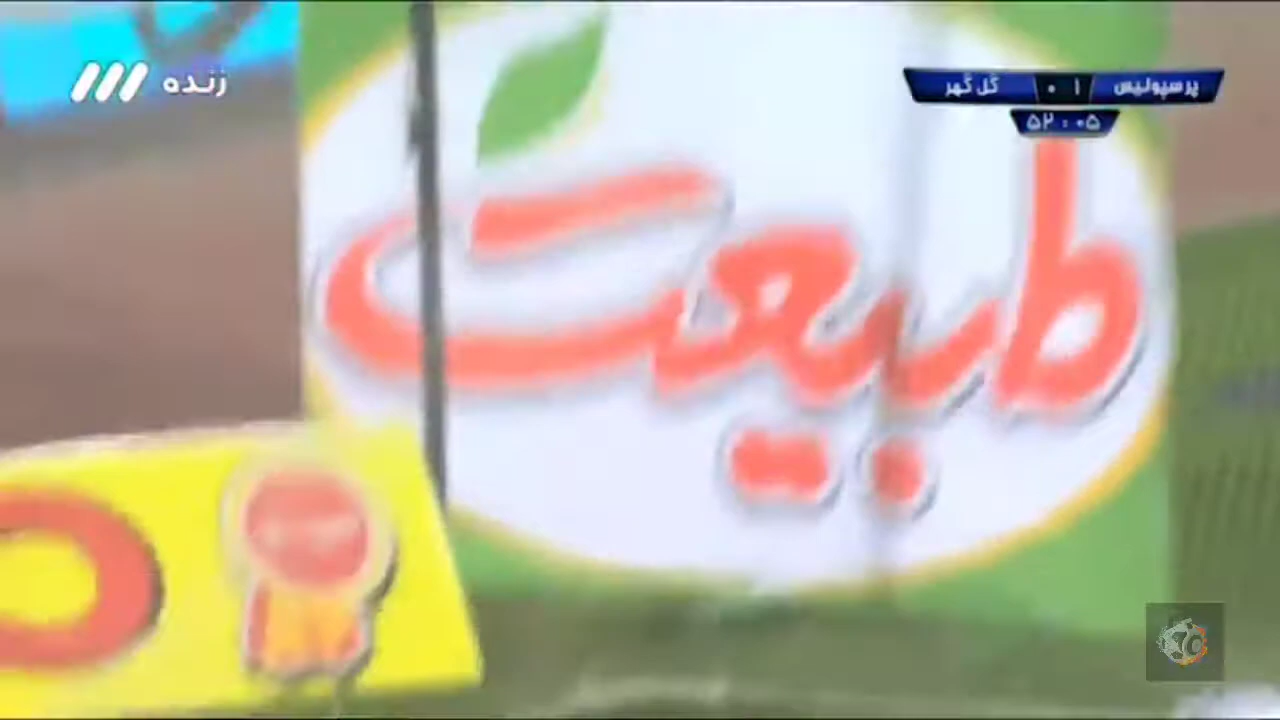 زنده
پرسپولیس ۱ ۰ گل گهر
۵۲ : ۰۵
طبیعت